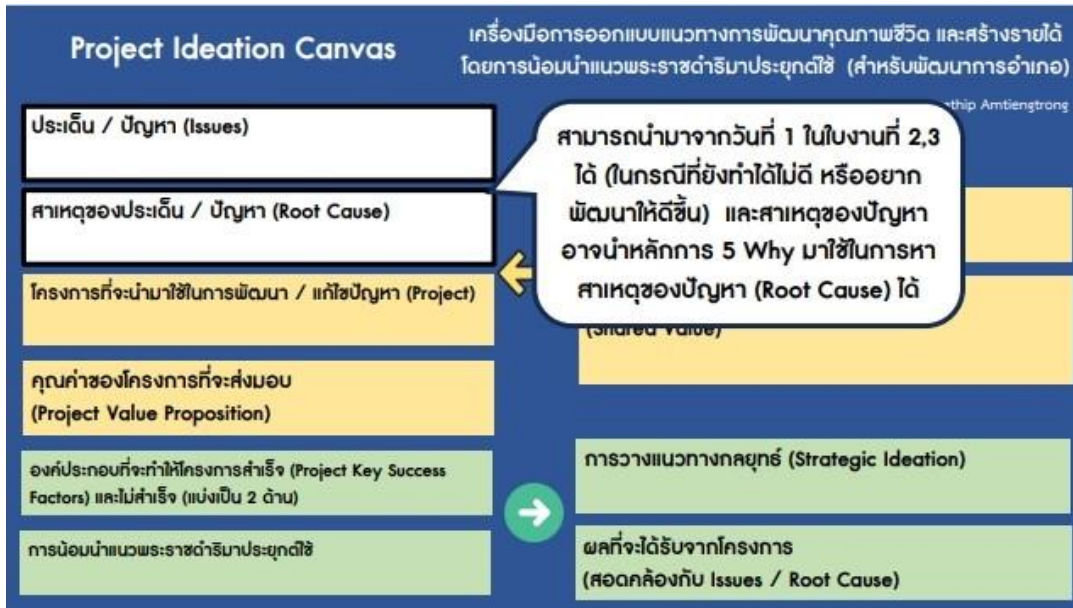 Project Ideation Canvas
เครื่องมือการออกแบบแนวทางการพัฒนาคุณภาพชีวิต และสร้างรายได้
โดยการน้อมนำแนวพระราชดำริมาประยุกต์ใช้ (สำหรับพัฒนาการอำเภอ)
Amtiengtrong
ประเด็น / ปัญหา (Issues)
สาเหตุของประเด็น / ปัญหา (Root Cause)
สามารถนำมาจากวันที่ 1 ในใบงานที่ 2,3
ได้ (ในกรณีที่ยังทำได้ไม่ดี หรืออยาก
พัฒนาให้ดีขึ้น) และสาเหตุของปัญหา
อาจนำหลักการ 5 Why มาใช้ในการหา
สาเหตุของปัญหา (Root Cause) ได้
โครงการที่จะนำมาใช้ในการพัฒนา / แก้ไขปัญหา (Project)
(Shared Value)
คุณค่าของโครงการที่จะส่งมอบ
(Project Value Proposition)
องค์ประกอบที่จะทำให้โครงการสำเร็จ (Project Key Success
Factors) และไม่สำเร็จ (แบ่งเป็น 2 ด้าน)
การน้อมนำแนวพระราชดำริมาประยุกต์ใช้
การวางแนวทางกลยุทธ์ (Strategic Ideation)
ผลที่จะได้รับจากโครงการ
(สอดคล้องกับ Issues / Root Cause)